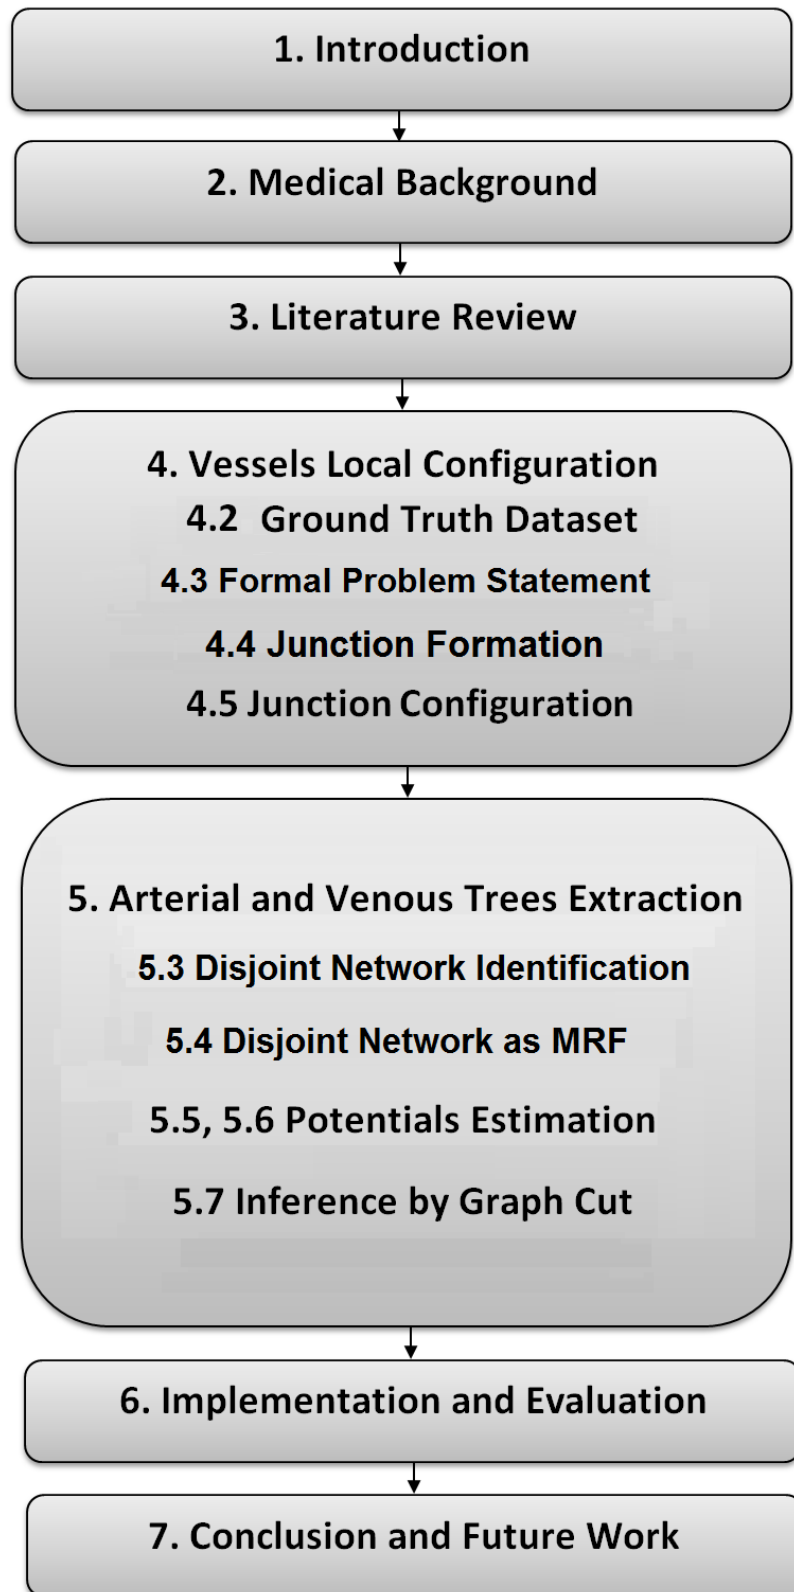 1. Introduction
2. Medical Background
3. Literature Review
4. Vessels Local Configuration
4.2 Ground Truth Dataset
4.3 Formal Problem Statement
4.4 Junction Formation
4.5 Junction Configuration
5. Arterial and Venous Trees Extraction
5.3 Disjoint Network Identification
5.4 Disjoint Network as MRF
5.5, 5.6 Potentials Estimation
5.7 Inference by Graph Cut
6. Implementation and Evaluation
7. Conclusion and Future Work